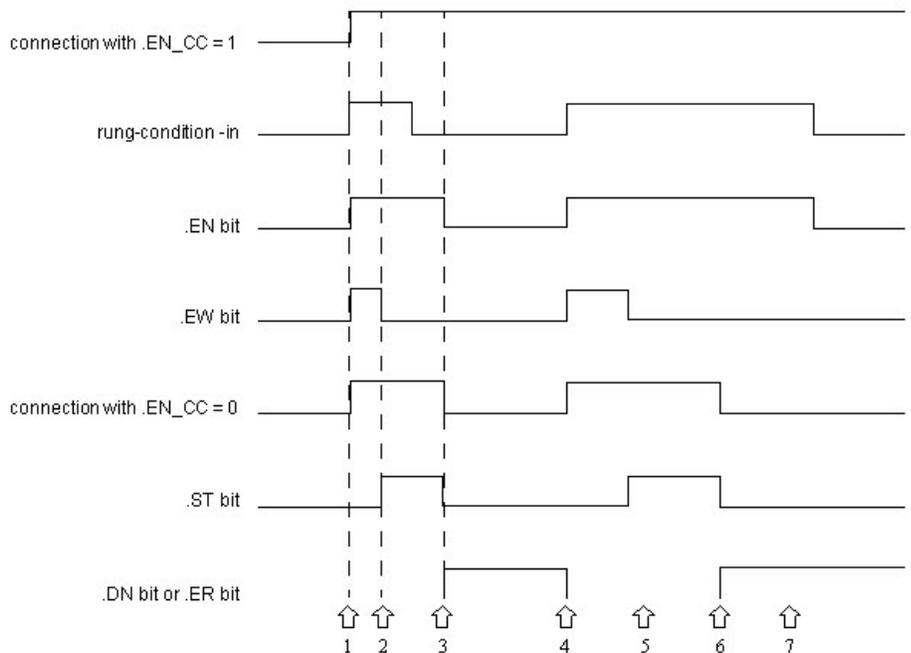 connection with .EN_CC = 1
rung-condition -in
.EN bit
.EW bit
connection with .EN_CC = 0
.ST bit
.DN bit or .ER bit
1 2 3 4 5 6 7